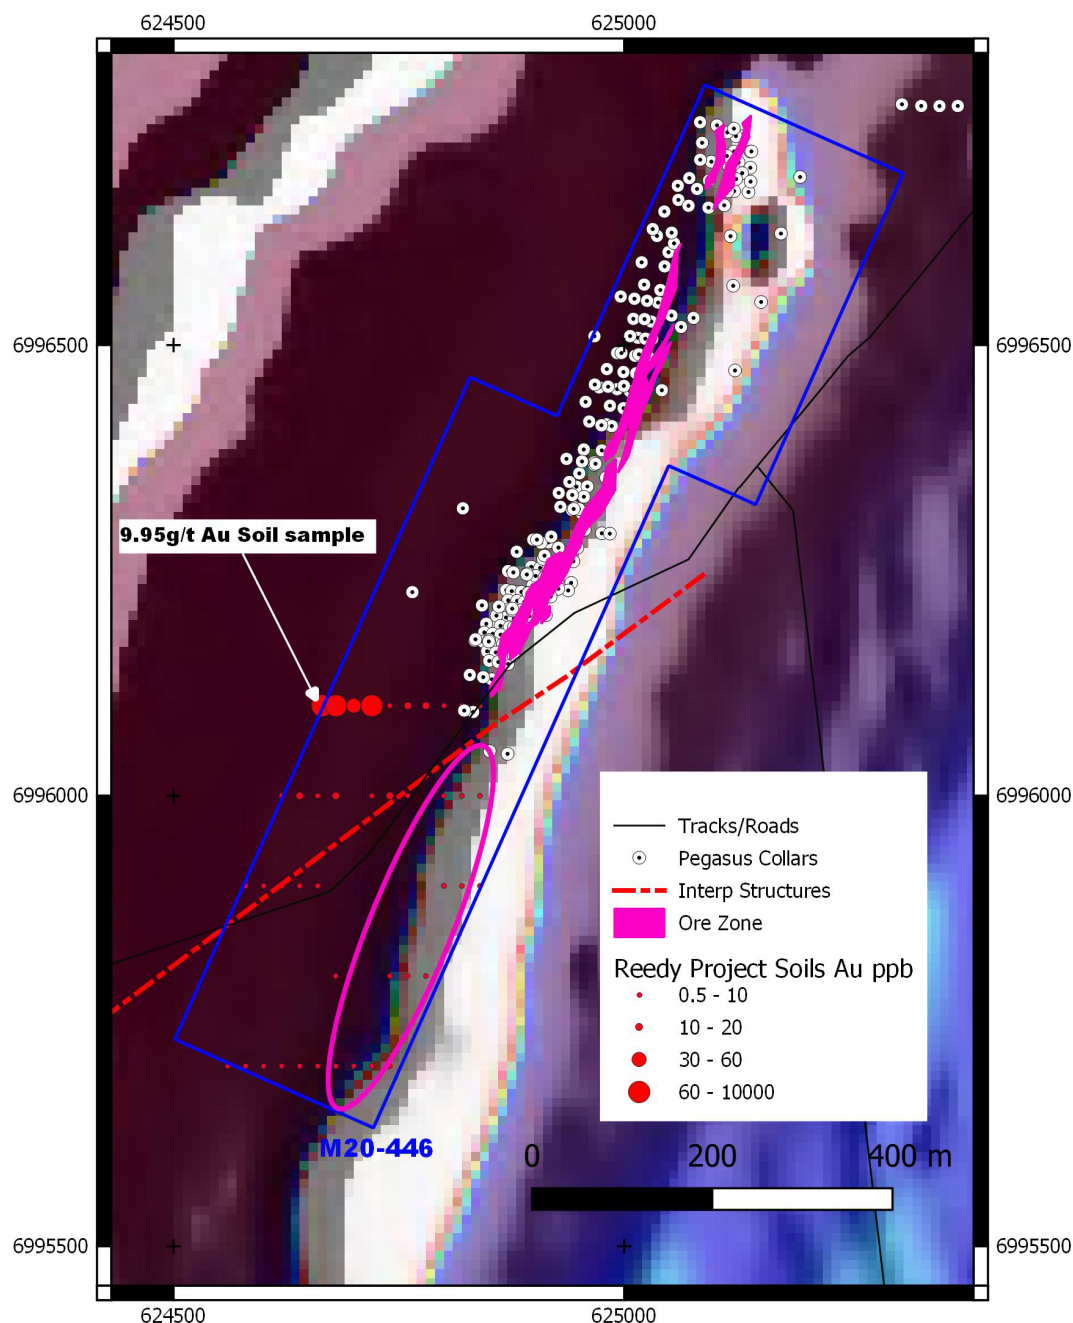 624500 625000
6996500 6996500
9.95g/t Au Soil sample
6996000 6996000
Tracks/Roads
Pegasus Collars
Interp Structures
Ore Zone
Reedy Project Soils Au ppb
0.5 - 10
10 - 20
30 - 60
60 - 10000
M20-446
0 200 400 m
6995500 6995500
624500 625000